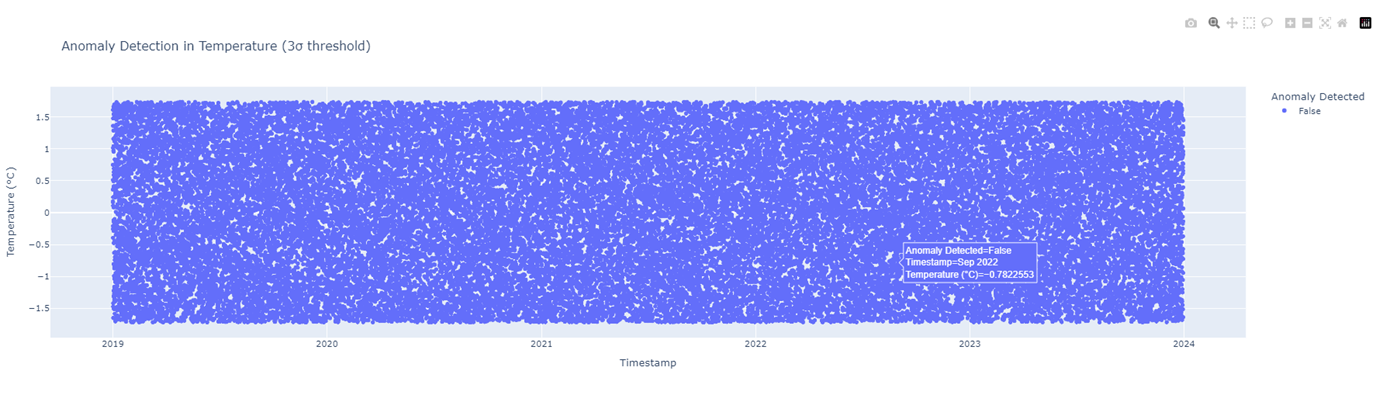 Anomaly Detection in Temperature (3σ threshold)
Anomaly Detected
False
1.5
1
0.5
0
−0.5
−1
−1.5
Temperature (°C)
Anomaly Detected=False
Timestamp=Sep 2022
Temperature (°C)=−0.7822553
2019
2020
2021
2022
2023
2024
Timestamp